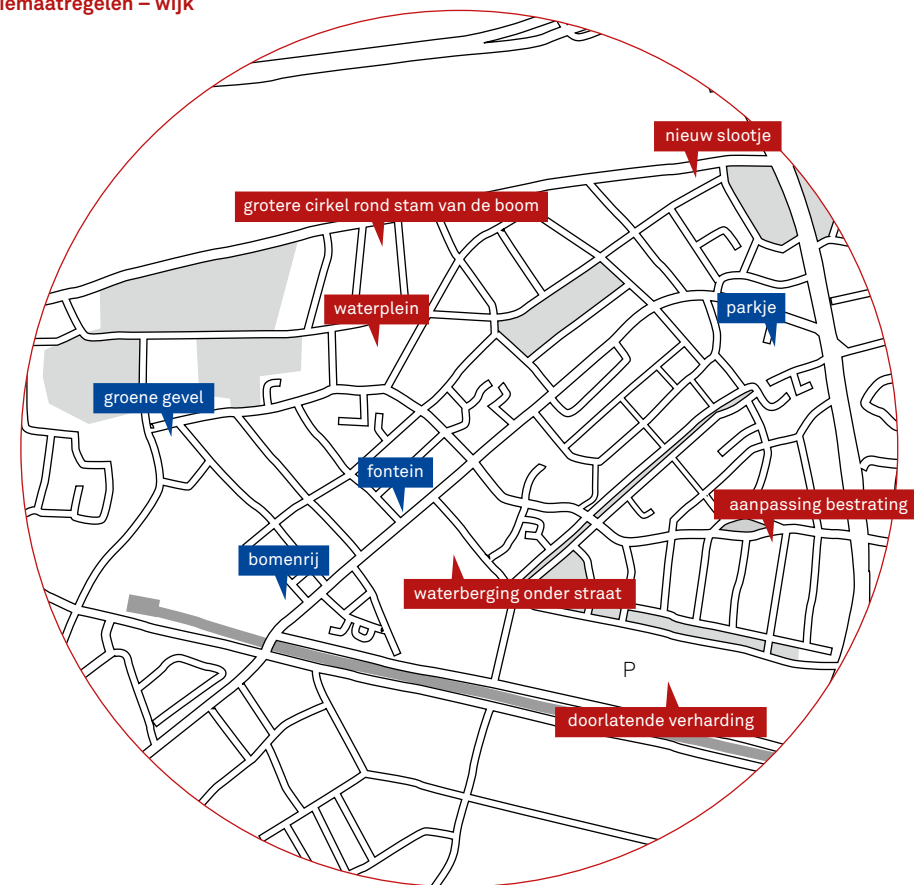 iemaatregelen – wijk
nieuw slootje
grotere cirkel rond stam van de boom
waterplein
parkje
groene gevel
fontein
aanpassing bestrating
bomenrij
waterberging onder straat
P
doorlatende verharding